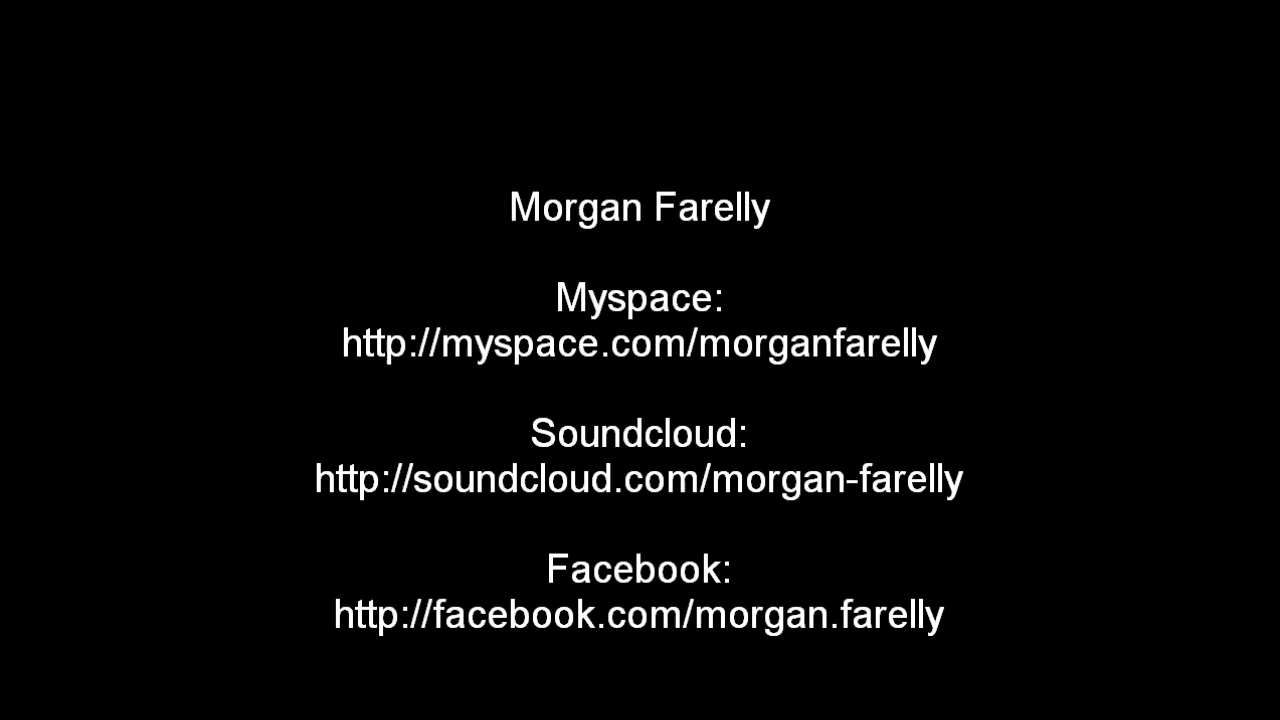 Morgan Farelly
Myspace:
http://myspace.com/morganfarelly
Soundcloud:
http://soundcloud.com/morgan-farelly
Facebook:
http://facebook.com/morgan.farelly